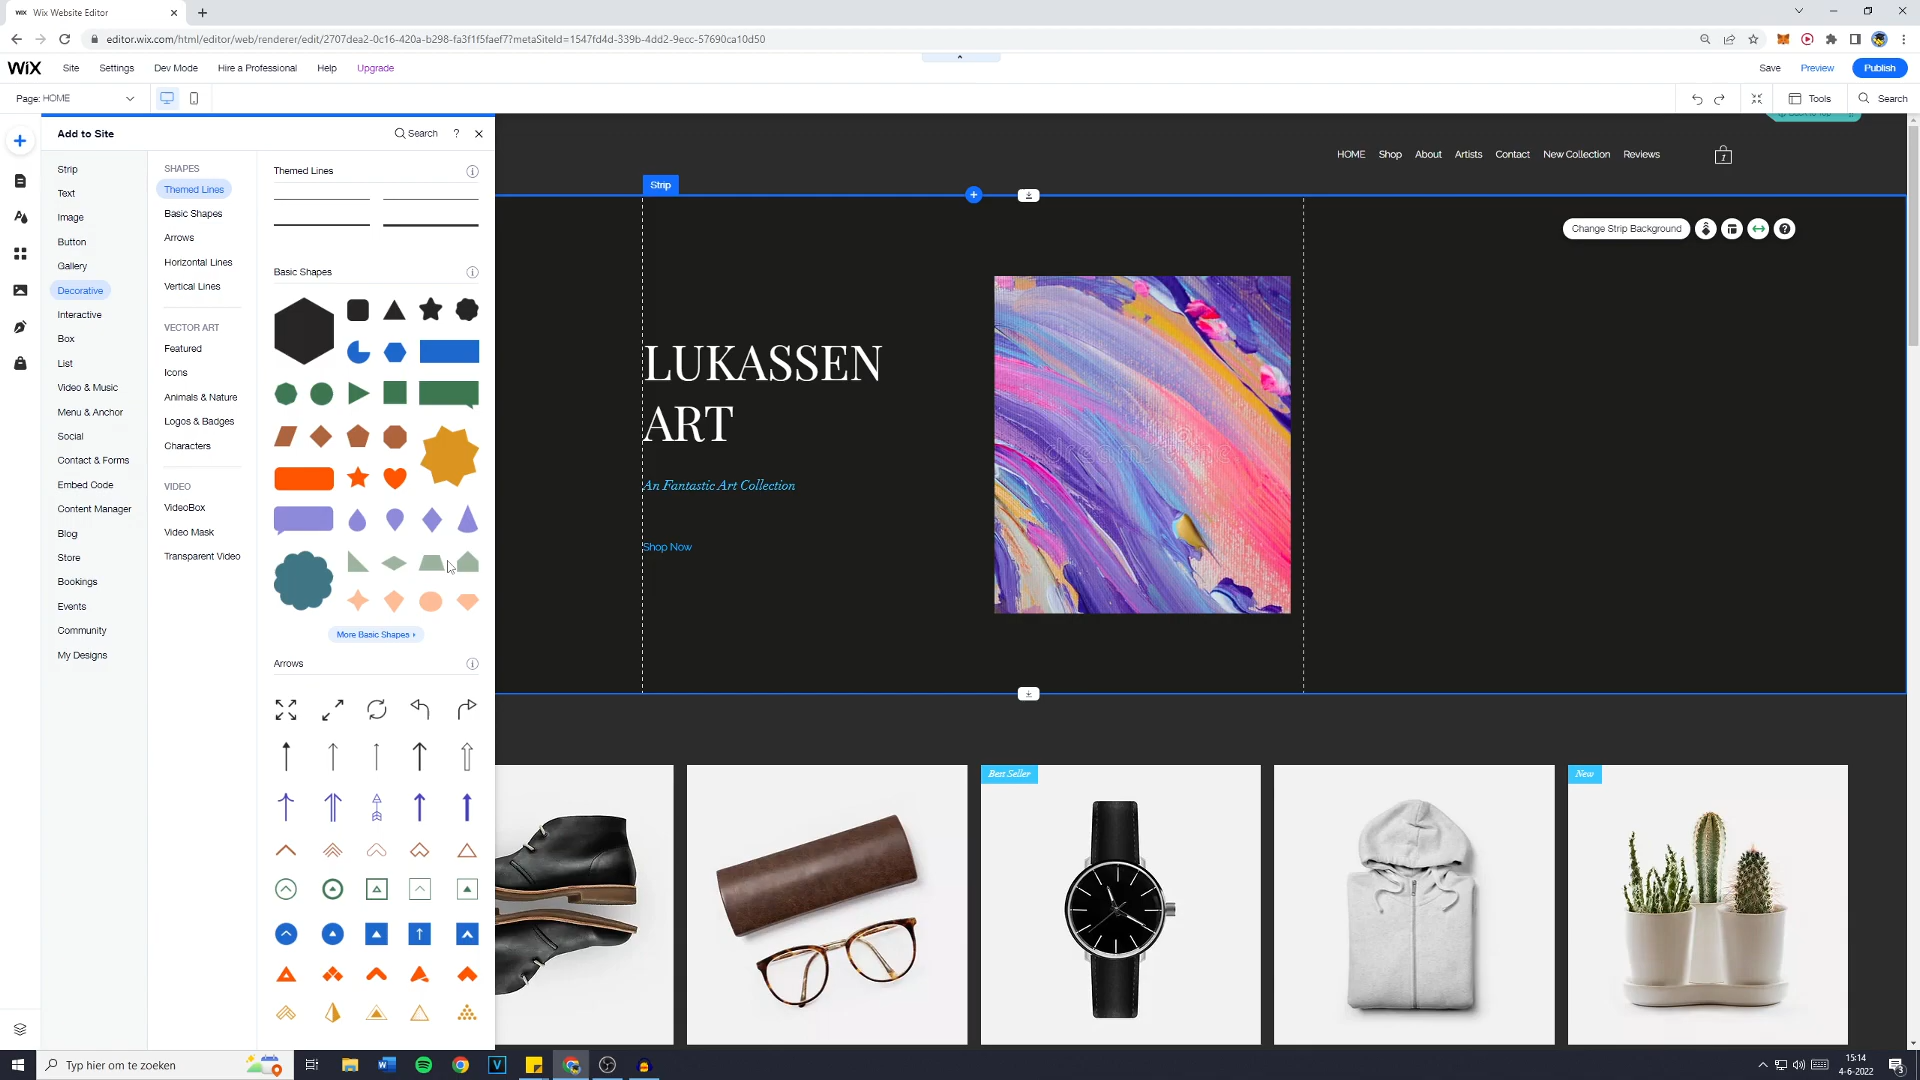 WiX Wix Website Editor
editor.wix.com/html/editor/web/renderer/edit/2707dea2-0c16-420a-b298-fa3f1f5faef7?metaSiteId=1547fd4d-339b-4dd2-9ecc-57690ca10d50
WiX Site Settings Dev Mode Hire a Professional Help Upgrade Save Preview Publish
Page: HOME Tools Search
Add to Site Search ?
Strip
Text
Image
Button
Gallery
Decorative
Interactive
Box
List
Video & Music
Menu & Anchor
Social
Contact & Forms
Embed Code
Content Manager
Blog
Store
Bookings
Events
Community
My Designs
SHAPES
Themed Lines
Basic Shapes
Arrows
Horizontal Lines
Vertical Lines
VECTOR ART
Featured
Icons
Animals & Nature
Logos & Badges
Characters
VIDEO
VideoBox
Video Mask
Transparent Video
Themed Lines
Basic Shapes
More Basic Shapes
Arrows
Back to Top
HOME Shop About Artists Contact New Collection Reviews
1
Strip
Change Strip Background
LUKASSEN
ART
An Fantastic Art Collection
Shop Now
dreamstime
Best Seller
New
Typ hier om te zoeken
15:14
4-6-2022
3